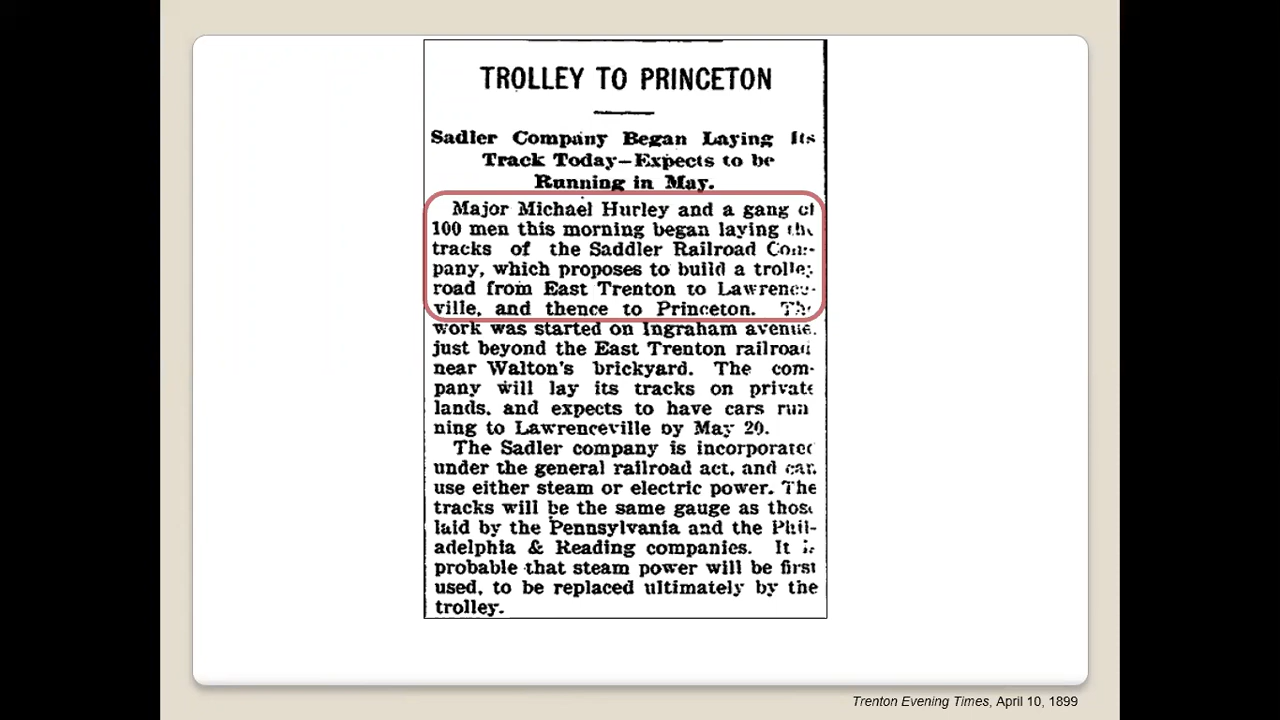 TROLLEY TO PRINCETON
Sadler Company Began Laying Its
Track Today—Expects to be
Running in May.
Major Michael Hurley and a gang of
100 men this morning began laying the
tracks of the Saddler Railroad Com-
pany, which proposes to build a trolley
road from East Trenton to Lawrence-
ville, and thence to Princeton. The
work was started on Ingraham avenue,
just beyond the East Trenton railroad
near Walton's brickyard. The com-
pany will lay its tracks on private
lands, and expects to have cars run
ning to Lawrenceville by May 20.
The Sadler company is incorporated
under the general railroad act, and can
use either steam or electric power. The
tracks will be the same gauge as those
laid by the Pennsylvania and the Phil-
adelphia & Reading companies. It is
probable that steam power will be first
used, to be replaced ultimately by the
trolley.
Trenton Evening Times, April 10, 1899